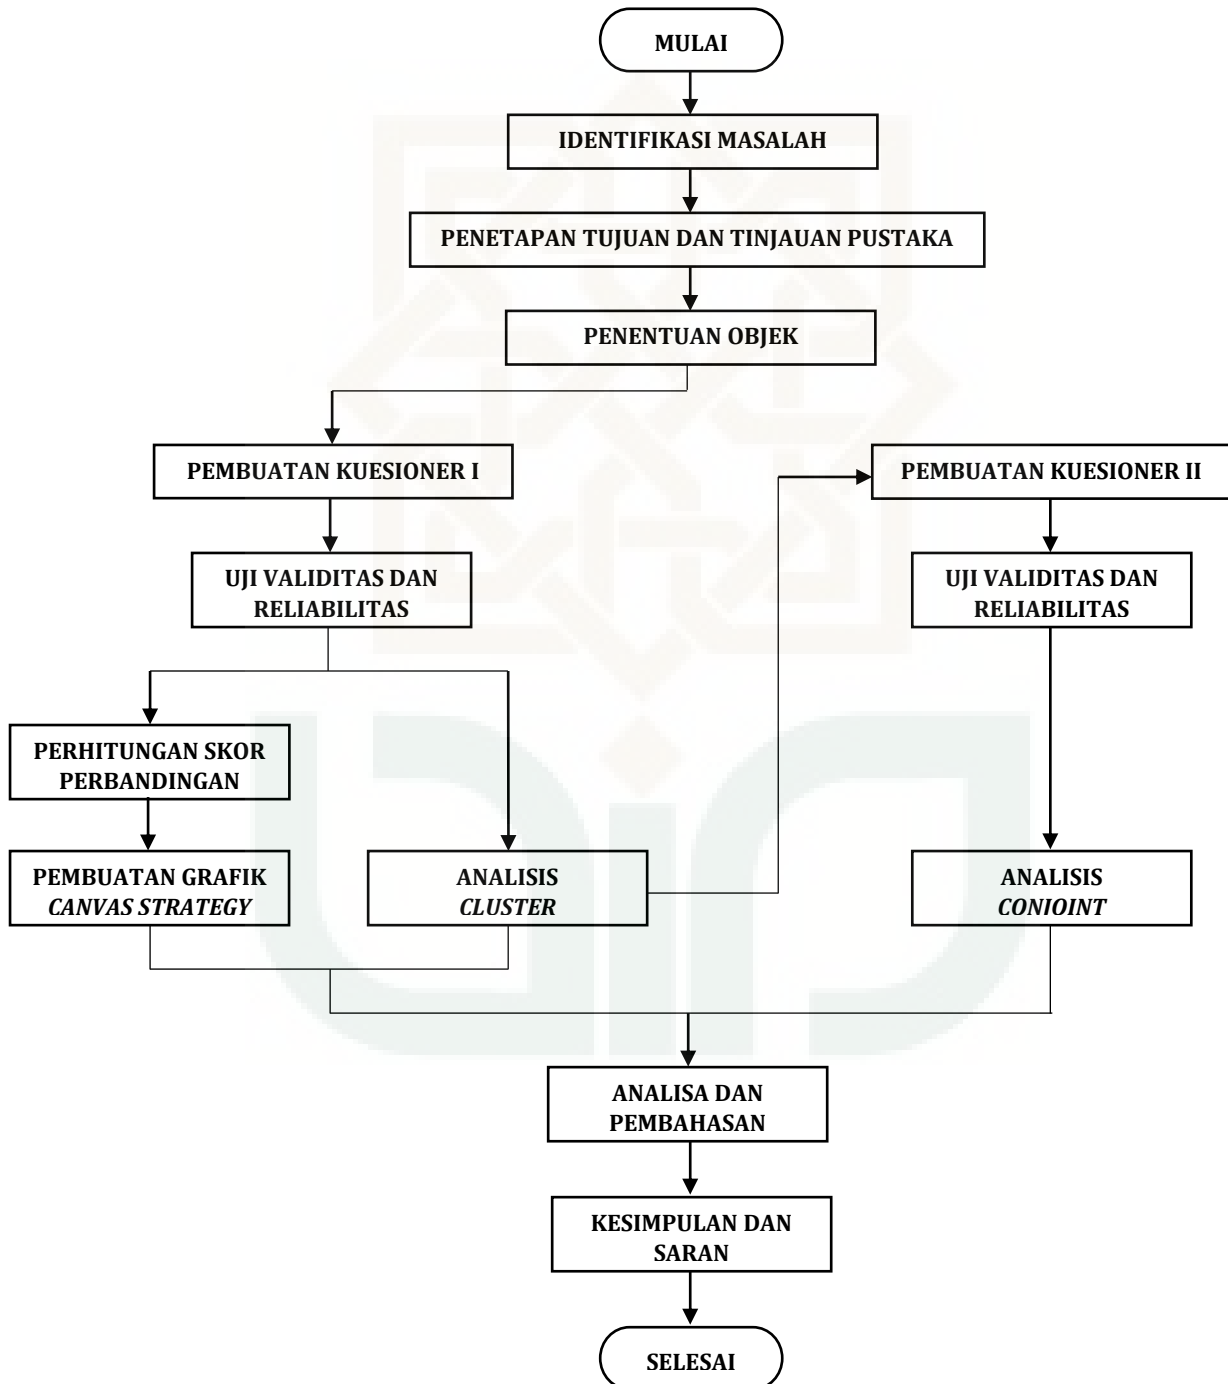 MULAI
IDENTIFIKASI MASALAH
PENETAPAN TUJUAN DAN TINJAUAN PUSTAKA
PENENTUAN OBJEK
PEMBUATAN KUESIONER I
PEMBUATAN KUESIONER II
UJI VALIDITAS DAN
RELIABILITAS
UJI VALIDITAS DAN
RELIABILITAS
PERHITUNGAN SKOR
PERBANDINGAN
PEMBUATAN GRAFIK
CANVAS STRATEGY
ANALISIS
CLUSTER
ANALISIS
CONJOINT
ANALISA DAN
PEMBAHASAN
KESIMPULAN DAN
SARAN
SELESAI